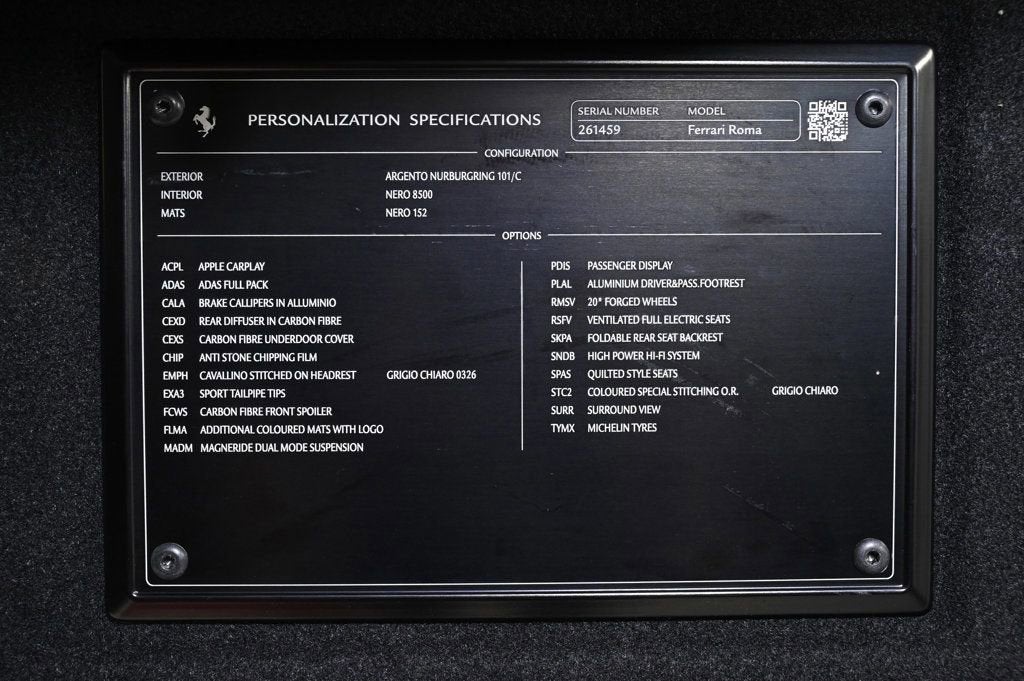 PERSONALIZATION SPECIFICATIONS
SERIAL NUMBER MODEL
261459 Ferrari Roma
CONFIGURATION
EXTERIOR ARGENTO NURBURGRING 101/C
INTERIOR NERO 8500
MATS NERO 152
OPTIONS
ACPL APPLE CARPLAY
ADAS ADAS FULL PACK
CALA BRAKE CALLIPERS IN ALLUMINIO
CEXD REAR DIFFUSER IN CARBON FIBRE
CEXS CARBON FIBRE UNDERDOOR COVER
CHIP ANTI STONE CHIPPING FILM
EMPH CAVALLINO STITCHED ON HEADREST GRIGIO CHIARO 0326
EXA3 SPORT TAILPIPE TIPS
FCWS CARBON FIBRE FRONT SPOILER
FLMA ADDITIONAL COLOURED MATS WITH LOGO
MADM MAGNERIDE DUAL MODE SUSPENSION
PDIS PASSENGER DISPLAY
PLAL ALUMINIUM DRIVER&PASS.FOOTREST
RMSV 20" FORGED WHEELS
RSFV VENTILATED FULL ELECTRIC SEATS
SKPA FOLDABLE REAR SEAT BACKREST
SNDB HIGH POWER HI-FI SYSTEM
SPAS QUILTED STYLE SEATS
STC2 COLOURED SPECIAL STITCHING O.R. GRIGIO CHIARO
SURR SURROUND VIEW
TYMX MICHELIN TYRES